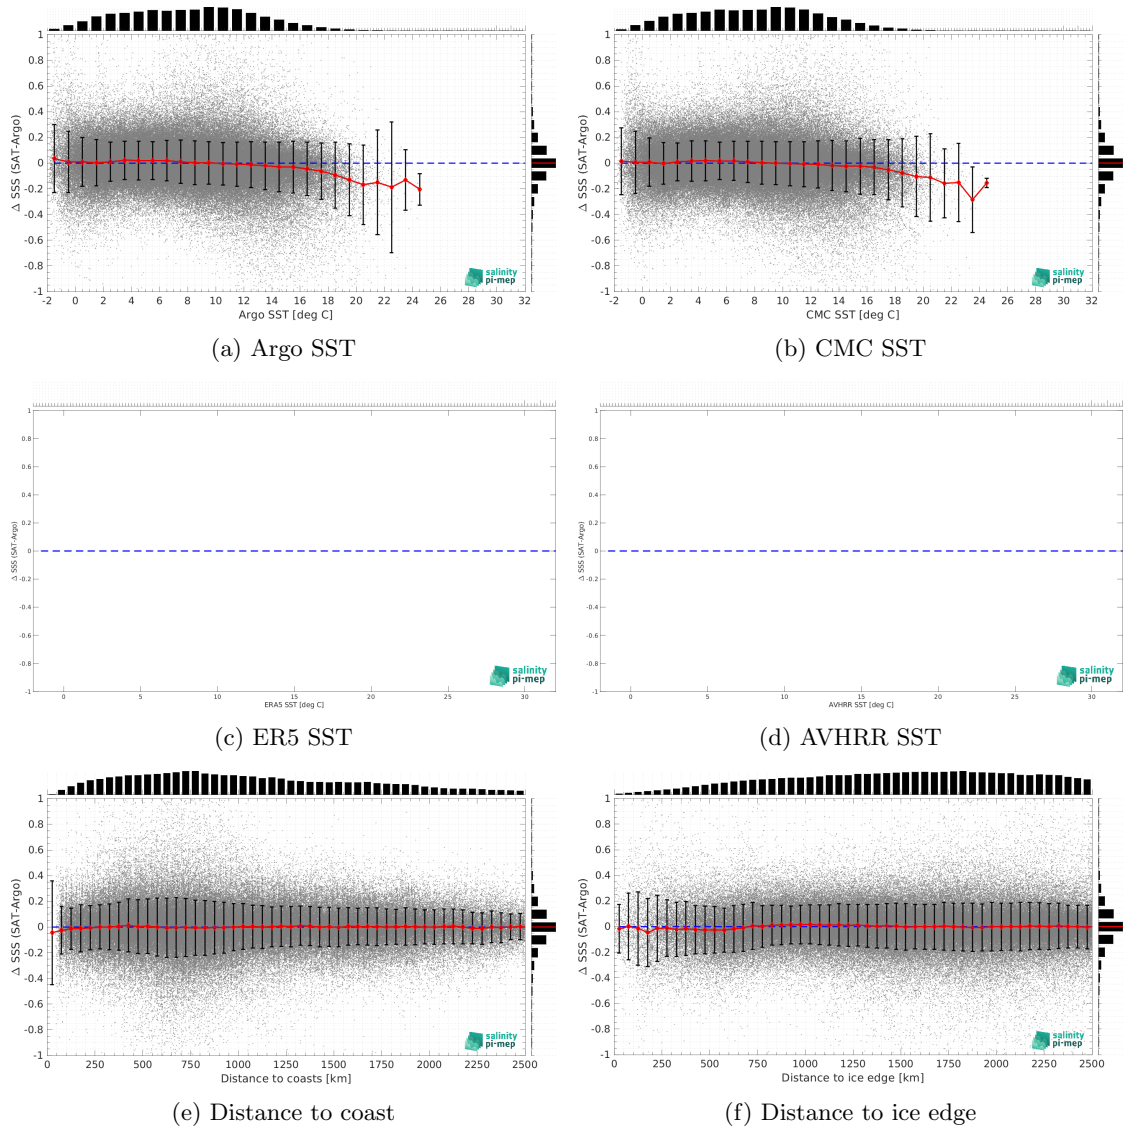 1
0.8
0.6
0.4
0.2
0
-0.2
-0.4
-0.6
-0.8
-1
Δ SSS (SAT-Argo)
salinity
pi-mep
-2 0 2 4 6 8 10 12 14 16 18 20 22 24 26 28 30 32
Argo SST [deg C]
(a) Argo SST
1
0.8
0.6
0.4
0.2
0
-0.2
-0.4
-0.6
-0.8
-1
Δ SSS (SAT-Argo)
salinity
pi-mep
-2 0 2 4 6 8 10 12 14 16 18 20 22 24 26 28 30 32
CMC SST [deg C]
(b) CMC SST
1
0.8
0.6
0.4
0.2
0
-0.2
-0.4
-0.6
-0.8
-1
Δ SSS (SAT-Argo)
salinity
pi-mep
0 5 10 15 20 25 30
ERA5 SST [deg C]
(c) ER5 SST
1
0.8
0.6
0.4
0.2
0
-0.2
-0.4
-0.6
-0.8
-1
Δ SSS (SAT-Argo)
salinity
pi-mep
0 5 10 15 20 25 30
AVHRR SST [deg C]
(d) AVHRR SST
1
0.8
0.6
0.4
0.2
0
-0.2
-0.4
-0.6
-0.8
-1
Δ SSS (SAT-Argo)
salinity
pi-mep
0 250 500 750 1000 1250 1500 1750 2000 2250 2500
Distance to coasts [km]
(e) Distance to coast
1
0.8
0.6
0.4
0.2
0
-0.2
-0.4
-0.6
-0.8
-1
Δ SSS (SAT-Argo)
salinity
pi-mep
0 250 500 750 1000 1250 1500 1750 2000 2250 2500
Distance to ice edge [km]
(f) Distance to ice edge